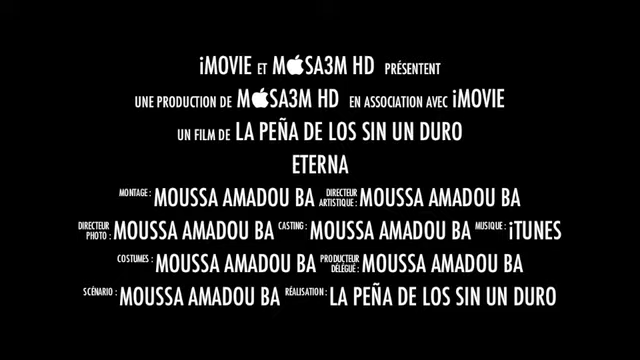 iMOVIE ET MSA3M HD PRÉSENTENT
UNE PRODUCTION DE MSA3M HD EN ASSOCIATION AVEC iMOVIE
UN FILM DE LA PEÑA DE LOS SIN UN DURO
ETERNA
MONTAGE : MOUSSA AMADOU BA DIRECTEUR ARTISTIQUE : MOUSSA AMADOU BA
DIRECTEUR PHOTO : MOUSSA AMADOU BA CASTING : MOUSSA AMADOU BA MUSIQUE : iTUNES
COSTUMES : MOUSSA AMADOU BA PRODUCTEUR DÉLÉGUÉ : MOUSSA AMADOU BA
SCÉNARIO : MOUSSA AMADOU BA RÉALISATION : LA PEÑA DE LOS SIN UN DURO